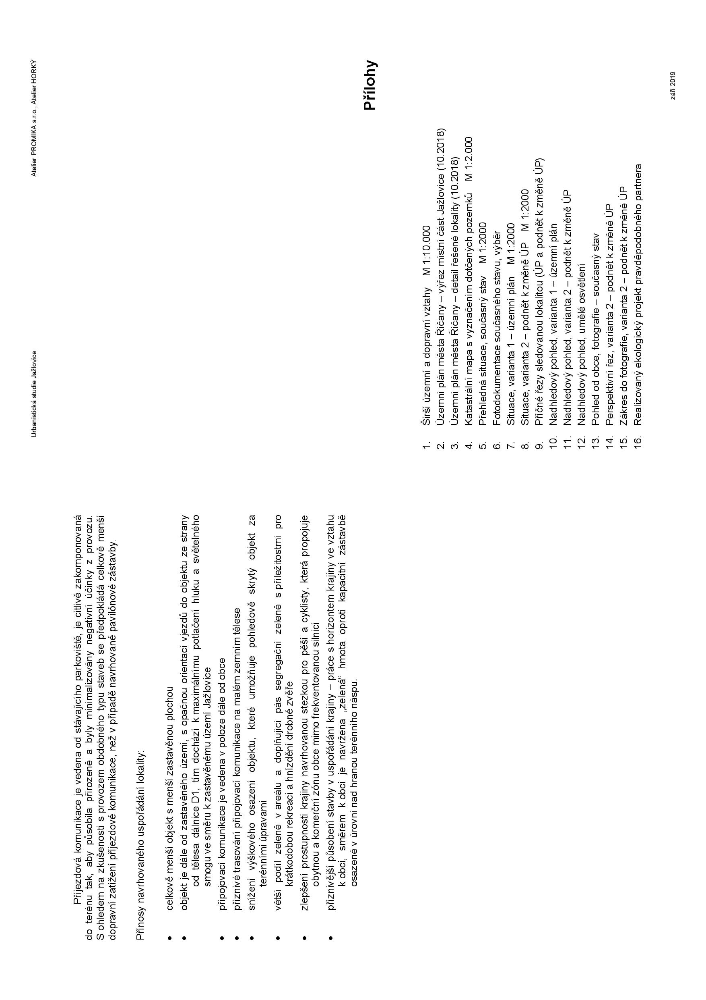 Urbanistická studie Jažlovice
Atelier PROMIKA s.r.o., Atelier HORKÝ
Příjezdová komunikace je vedena od stávajícího parkoviště, je citlivě zakomponovaná
do terénu tak, aby působila přirozeně a byly minimalizovány negativní účinky z provozu.
S ohledem na zkušenosti s provozem obdobného typu staveb se předpokládá celkově menší
dopravní zatížení příjezdové komunikace, než v případě navrhované pavilónové zástavby.
Přínosy navrhovaného uspořádání lokality:
• celkově menší objekt s menší zastavěnou plochou
• objekt je dále od zastavěného území, s opačnou orientací vjezdů do objektu ze strany
od tělesa dálnice D1, tím dochází k maximálnímu potlačení hluku a světelného
smogu ve směru k zastavěnému území Jažlovice
• připojovací komunikace je vedena v poloze dále od obce
• příznivé trasování připojovací komunikace na malém zemním tělese
• snížení výškového osazení objektu, které umožňuje pohledově skrytý objekt za
terénními úpravami
• větší podíl zeleně v areálu a doplňující pás segregační zeleně s příležitostmi pro
krátkodobou rekreaci a hnízdění drobné zvěře
• zlepšení prostupnosti krajiny navrhovanou stezkou pro pěší a cyklisty, která propojuje
obytnou a komerční zónu obce mimo frekventovanou silnici
• příznivější působení stavby v uspořádání krajiny – práce s horizontem krajiny ve vztahu
k obci, směrem k obci je navržena „zelená“ hmota oproti kapacitní zástavbě
osazené v úrovni nad hranou terénního náspu.
Přílohy
1. Širší územní a dopravní vztahy M 1:10.000
2. Územní plán města Říčany – výřez místní část Jažlovice (10.2018)
3. Územní plán města Říčany – detail řešené lokality (10.2018)
4. Katastrální mapa s vyznačením dotčených pozemků M 1:2.000
5. Přehledná situace, současný stav M 1:2000
6. Fotodokumentace současného stavu, výběr
7. Situace, varianta 1 – územní plán M 1:2000
8. Situace, varianta 2 – podnět k změně ÚP M 1:2000
9. Příčné řezy sledovanou lokalitou (ÚP a podnět k změně ÚP)
10. Nadhledový pohled, varianta 1 – územní plán
11. Nadhledový pohled, varianta 2 – podnět k změně ÚP
12. Nadhledový pohled, umělé osvětlení
13. Pohled od obce, fotografie – současný stav
14. Perspektivní řez, varianta 2 – podnět k změně ÚP
15. Zákres do fotografie, varianta 2 – podnět k změně ÚP
16. Realizovaný ekologický projekt pravděpodobného partnera
září 2019